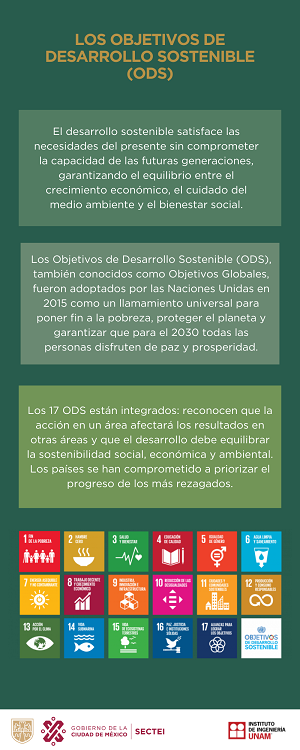 LOS OBJETIVOS DE
DESARROLLO SOSTENIBLE
(ODS)
El desarrollo sostenible satisface las
necesidades del presente sin comprometer
la capacidad de las futuras generaciones,
garantizando el equilibrio entre el
crecimiento económico, el cuidado del
medio ambiente y el bienestar social.
Los Objetivos de Desarrollo Sostenible (ODS),
también conocidos como Objetivos Globales,
fueron adoptados por las Naciones Unidas en
2015 como un llamamiento universal para
poner fin a la pobreza, proteger el planeta y
garantizar que para el 2030 todas las
personas disfruten de paz y prosperidad.
Los 17 ODS están integrados: reconocen que la
acción en un área afectará los resultados en
otras áreas y que el desarrollo debe equilibrar
la sostenibilidad social, económica y ambiental.
Los países se han comprometido a priorizar el
progreso de los más rezagados.
1 FIN
DE LA POBREZA
2 HAMBRE
CERO
3 SALUD
Y BIENESTAR
4 EDUCACIÓN
DE CALIDAD
5 IGUALDAD
DE GÉNERO
6 AGUA LIMPIA
Y SANEAMIENTO
7 ENERGÍA ASEQUIBLE
Y NO CONTAMINANTE
8 TRABAJO DECENTE
Y CRECIMIENTO
ECONÓMICO
9 INDUSTRIA,
INNOVACIÓN E
INFRAESTRUCTURA
10 REDUCCIÓN DE LAS
DESIGUALDADES
11 CIUDADES Y
COMUNIDADES
SOSTENIBLES
12 PRODUCCIÓN
Y CONSUMO
RESPONSABLES
13 ACCIÓN
POR EL CLIMA
14 VIDA
SUBMARINA
15 VIDA
DE ECOSISTEMAS
TERRESTRES
16 PAZ, JUSTICIA
E INSTITUCIONES
SÓLIDAS
17 ALIANZAS PARA
LOGRAR
LOS OBJETIVOS
OBJETIVOS
DE DESARROLLO
SOSTENIBLE
GOBIERNO DE LA
CIUDAD DE MÉXICO
SECTEI
INSTITUTO
DE INGENIERÍA
UNAM